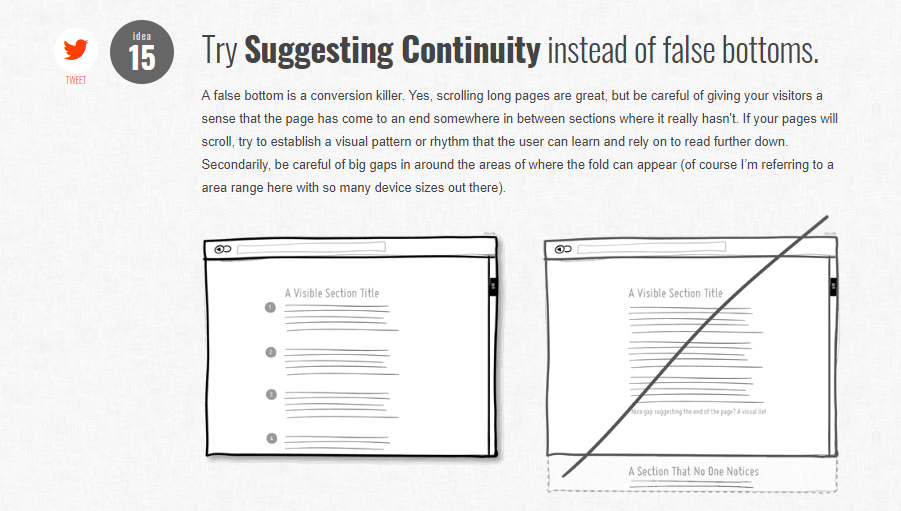 idea
15
TWEET
Try Suggesting Continuity instead of false bottoms.
A false bottom is a conversion killer. Yes, scrolling long pages are great, but be careful of giving your visitors a
sense that the page has come to an end somewhere in between sections where it really hasn't. If your pages will
scroll, try to establish a visual pattern or rhythm that the user can learn and rely on to read further down.
Secondarily, be careful of big gaps in around the areas of where the fold can appear (of course I'm referring to a
area range here with so many device sizes out there).
A Visible Section Title
1
2
3
4
A Visible Section Title
Nice gap suggesting the end of the page? A visual
A Section That No One Notices